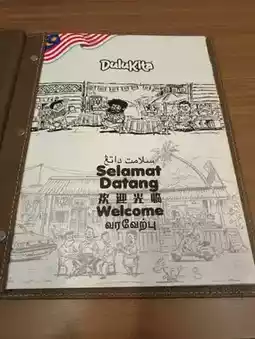 DuluKita
سلامت داتڠ
Selamat
Datang
欢迎光临
Welcome
வரவேற்பு